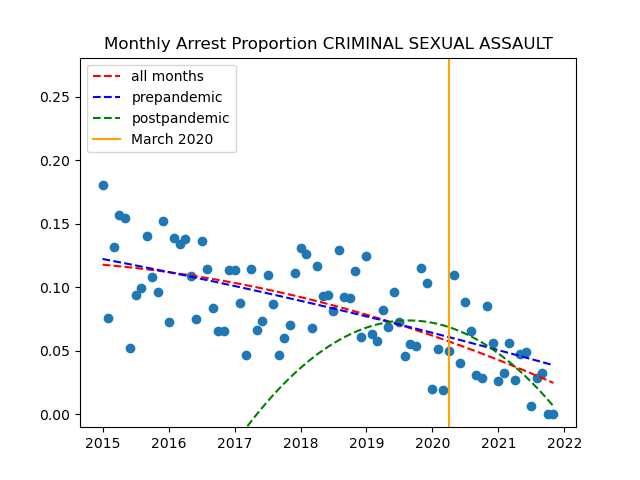 Monthly Arrest Proportion CRIMINAL SEXUAL ASSAULT
all months
prepandemic
postpandemic
March 2020
0.25
0.20
0.15
0.10
0.05
0.00
2015 2016 2017 2018 2019 2020 2021 2022